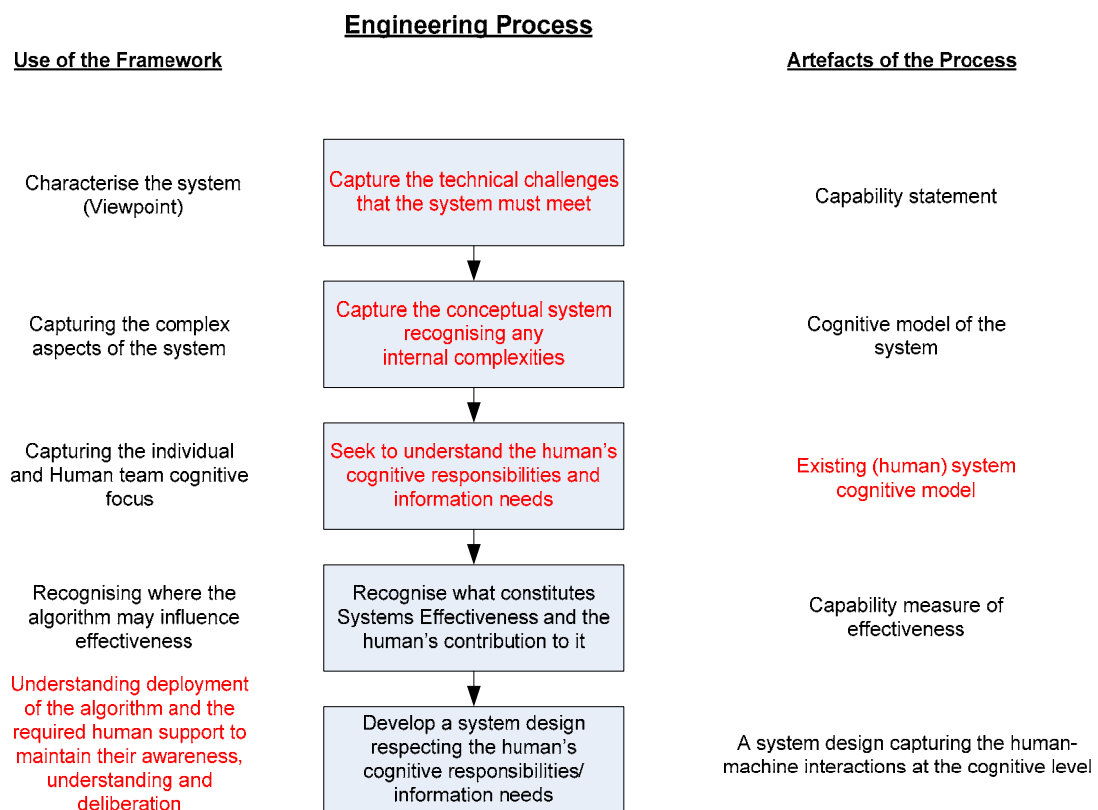 Engineering Process
Use of the Framework
Artefacts of the Process
Characterise the system
(Viewpoint)
Capture the technical challenges
that the system must meet
Capability statement
Capturing the complex
aspects of the system
Capture the conceptual system
recognising any
internal complexities
Cognitive model of the
system
Capturing the individual
and Human team cognitive
focus
Seek to understand the human's
cognitive responsibilities and
information needs
Existing (human) system
cognitive model
Recognising where the
algorithm may influence
effectiveness
Recognise what constitutes
Systems Effectiveness and the
human's contribution to it
Capability measure of
effectiveness
Understanding deployment
of the algorithm and the
required human support to
maintain their awareness,
understanding and
deliberation
Develop a system design
respecting the human's
cognitive responsibilities/
information needs
A system design capturing the human-
machine interactions at the cognitive level